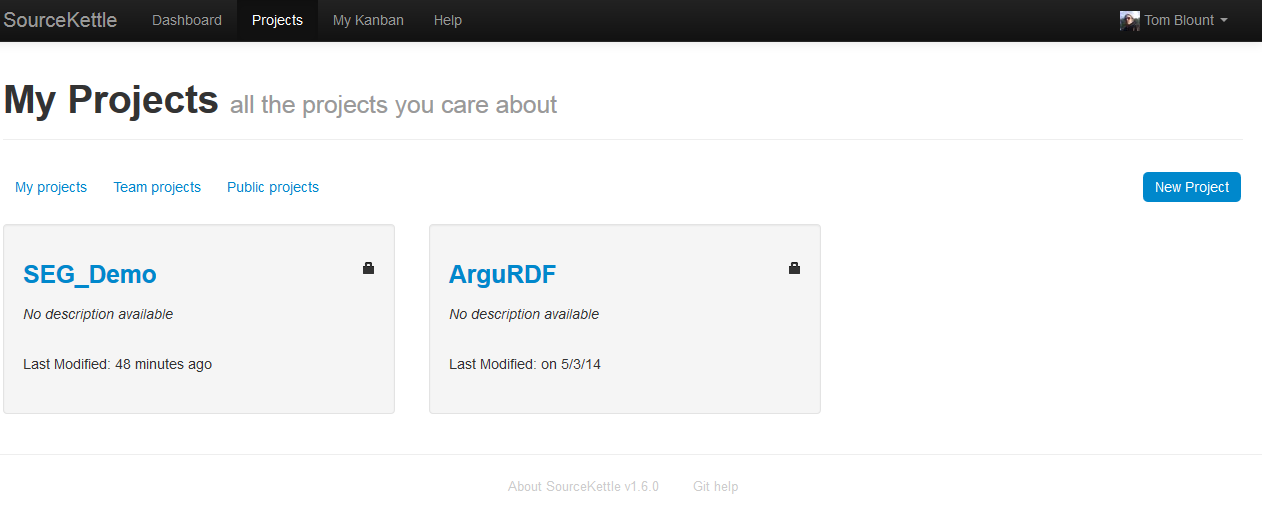 SourceKettle Dashboard Projects My Kanban Help Tom Blount
My Projects all the projects you care about
My projects Team projects Public projects New Project
SEG_Demo
No description available
Last Modified: 48 minutes ago
ArguRDF
No description available
Last Modified: on 5/3/14
About SourceKettle v1.6.0 Git help